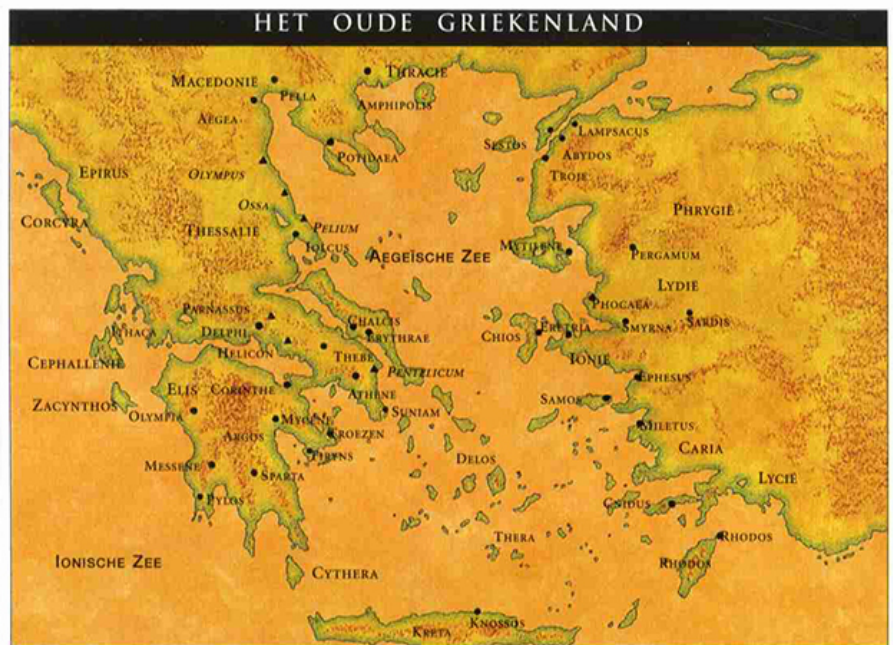 HET OUDE GRIEKENLAND
MACEDONIË
THRACIË
PELLA
AMPHIPOLIS
AEGEA
SESTOS
LAMPSACUS
ABYDOS
TROJE
POTIDAEA
EPIRUS
OLYMPUS
OSSA
PHRYGIË
CORCYRA
PELIUM
THESSALIË
IOLCUS
AEGEÏSCHE ZEE
MYTILENE
PERGAMUM
LYDIË
PHOCAEA
PARNASSUS
CHALCIS
SARDIS
ITHACA
DELPHI
ERYTHRAE
CHIOS
ERETRIA
SMYRNA
HELICON
THEBE
IONIË
CEPHALLENIË
PENTELICUM
EPHESUS
ELIS
CORINTHE
ATHENE
ZACYNTHOS
SAMOS
OLYMPIA
MYCENE
SUNIAM
MILETUS
ARGOS
TROEZEN
CARIA
TIRYNS
DELOS
MESSENE
SPARTA
LYCIË
PYLOS
CNIDUS
THERA
RHODOS
IONISCHE ZEE
CYTHERA
RHODOS
KNOSSOS
KRETA